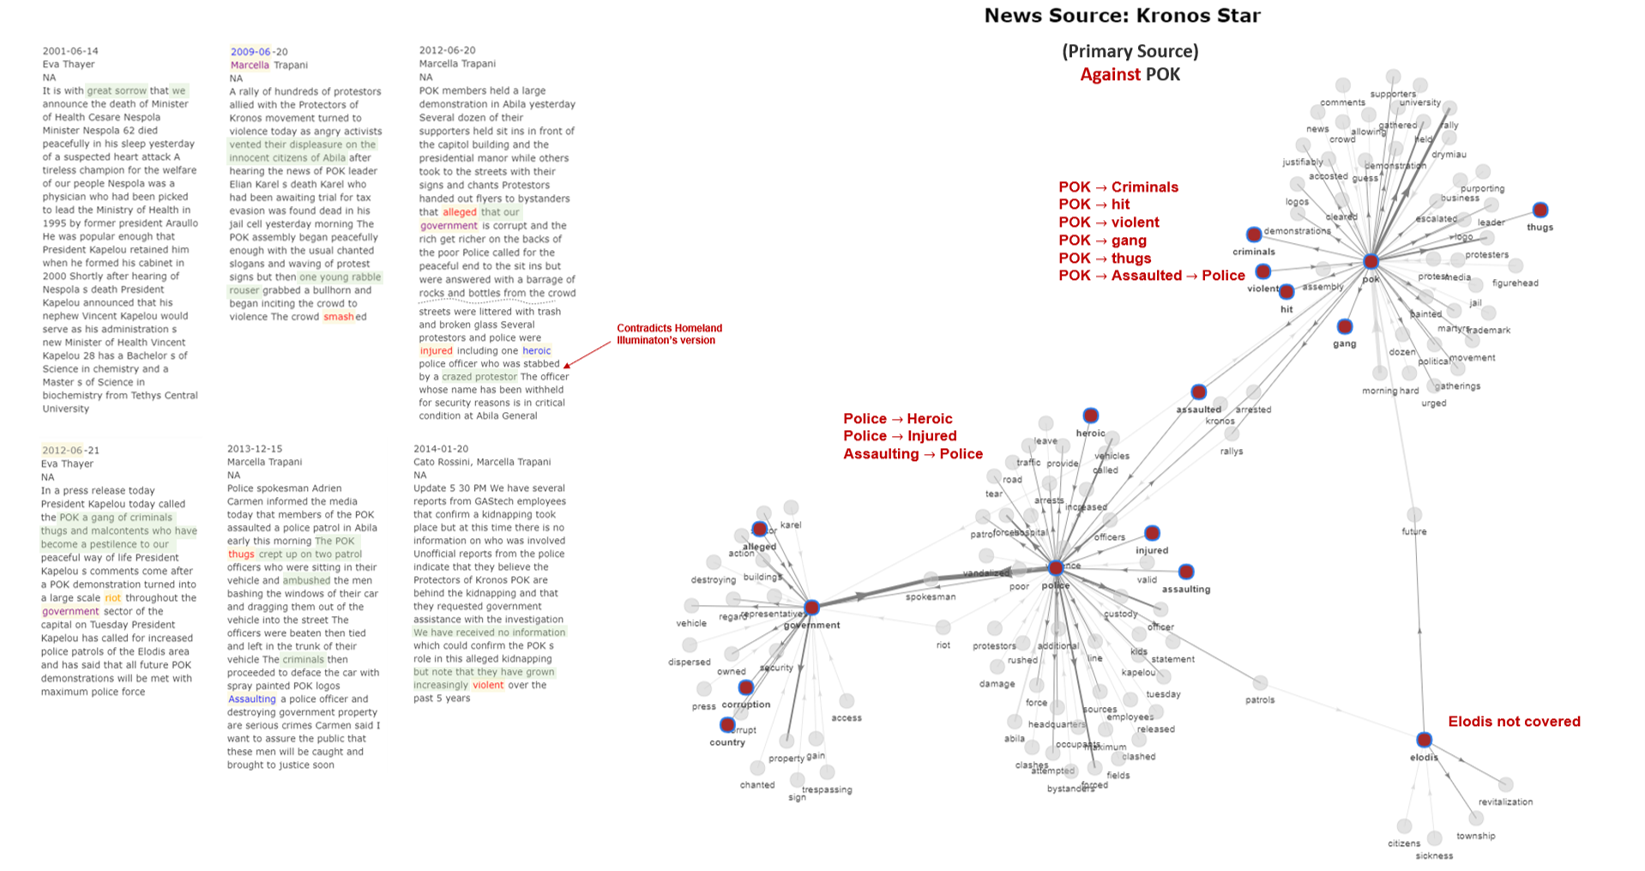 News Source: Kronos Star
(Primary Source)
Against POK
2001-06-14
Eva Thayer
NA
It is with great sorrow that we
announce the death of Minister
of Health Cesare Nespola
Minister Nespola 62 died
peacefully in his sleep yesterday
of a suspected heart attack A
tireless champion for the welfare
of our people Nespola was a
physician who had been picked
to lead the Ministry of Health in
1995 by former president Araullo
He was popular enough that
President Kapelou retained him
when he formed his cabinet in
2000 Shortly after hearing of
Nespola s death President
Kapelou announced that his
nephew Vincent Kapelou would
serve as his administration s
new Minister of Health Vincent
Kapelou 28 has a Bachelor s of
Science in chemistry and a
Master s of Science in
biochemistry from Tethys Central
University
2009-06-20
Marcella Trapani
NA
A rally of hundreds of protestors
allied with the Protectors of
Kronos movement turned to
violence today as angry activists
vented their displeasure on the
innocent citizens of Abila after
hearing the news of POK leader
Elian Karel s death Karel who
had been awaiting trial for tax
evasion was found dead in his
jail cell yesterday morning The
POK assembly began peacefully
enough with the usual chanted
slogans and waving of protest
signs but then one young rabble
rouser grabbed a bullhorn and
began inciting the crowd to
violence The crowd smashed
2012-06-20
Marcella Trapani
NA
POK members held a large
demonstration in Abila yesterday
Several dozen of their
supporters held sit ins in front of
the capitol building and the
presidential manor while others
took to the streets with their
signs and chants Protestors
handed out flyers to bystanders
that alleged that our
government is corrupt and the
rich get richer on the backs of
the poor Police called for the
peaceful end to the sit ins but
were answered with a barrage of
rocks and bottles from the crowd
streets were littered with trash
and broken glass Several
protestors and police were
injured including one heroic
police officer who was stabbed
by a crazed protestor The officer
whose name has been withheld
for security reasons is in critical
condition at Abila General
Contradicts Homeland
Illuminaton's version
2012-06-21
Eva Thayer
NA
In a press release today
President Kapelou today called
the POK a gang of criminals
thugs and malcontents who have
become a pestilence to our
peaceful way of life President
Kapelou s comments come after
a POK demonstration turned into
a large scale riot throughout the
government sector of the
capital on Tuesday President
Kapelou has called for increased
police patrols of the Elodis area
and has said that all future POK
demonstrations will be met with
maximum police force
2013-12-15
Marcella Trapani
NA
Police spokesman Adrien
Carmen informed the media
today that members of the POK
assaulted a police patrol in Abila
early this morning The POK
thugs crept up on two patrol
officers who were sitting in their
vehicle and ambushed the men
bashing the windows of their car
and dragging them out of the
vehicle into the street The
officers were beaten then tied
and left in the trunk of their
vehicle The criminals then
proceeded to deface the car with
spray painted POK logos
Assaulting a police officer and
destroying government property
are serious crimes Carmen said I
want to assure the public that
these men will be caught and
brought to justice soon
2014-01-20
Cato Rossini, Marcella Trapani
NA
Update 5 30 PM We have several
reports from GAStech employees
that confirm a kidnapping took
place but at this time there is no
information on who was involved
Unofficial reports from the police
indicate that they believe the
Protectors of Kronos POK are
behind the kidnapping and that
they requested government
assistance with the investigation
We have received no information
which could confirm the POK s
role in this alleged kidnapping
but note that they have grown
increasingly violent over the
past 5 years
POK → Criminals
POK → hit
POK → violent
POK → gang
POK → thugs
POK → Assaulted → Police
Police → Heroic
Police → Injured
Assaulting → Police
Elodis not covered
supporters
comments
university
news
allowing
gathered
rally
crowd
held
drymiau
justifiably
demonstration
accosted
guess
purporting
business
logos
cleared
escalated
leader
thugs
demonstrations
logo
criminals
protesters
violent
assembly
pok
protest
media
figurehead
hit
jail
painted
martyrs
trademark
gang
dozen
political
movement
morning
hard
gatherings
urged
assaulted
arrested
kronos
rallys
heroic
leave
vehicles
traffic
provide
called
road
tear
arrests
increased
patrol
force
hospital
officers
injured
vandalized
police
poor
valid
assaulting
spokesman
custody
officer
riot
protestors
additional
line
kids
statement
rushed
kapelou
damage
tuesday
force
sources
employees
headquarters
released
abila
occupants
maximum
clashed
clashes
attempted
fields
bystanders
forced
karel
alleged
action
buildings
destroying
vehicle
regard
representative
government
dispersed
owned
security
press
corruption
access
corrupt
country
property
gain
chanted
trespassing
sign
future
patrols
elodis
revitalization
township
citizens
sickness